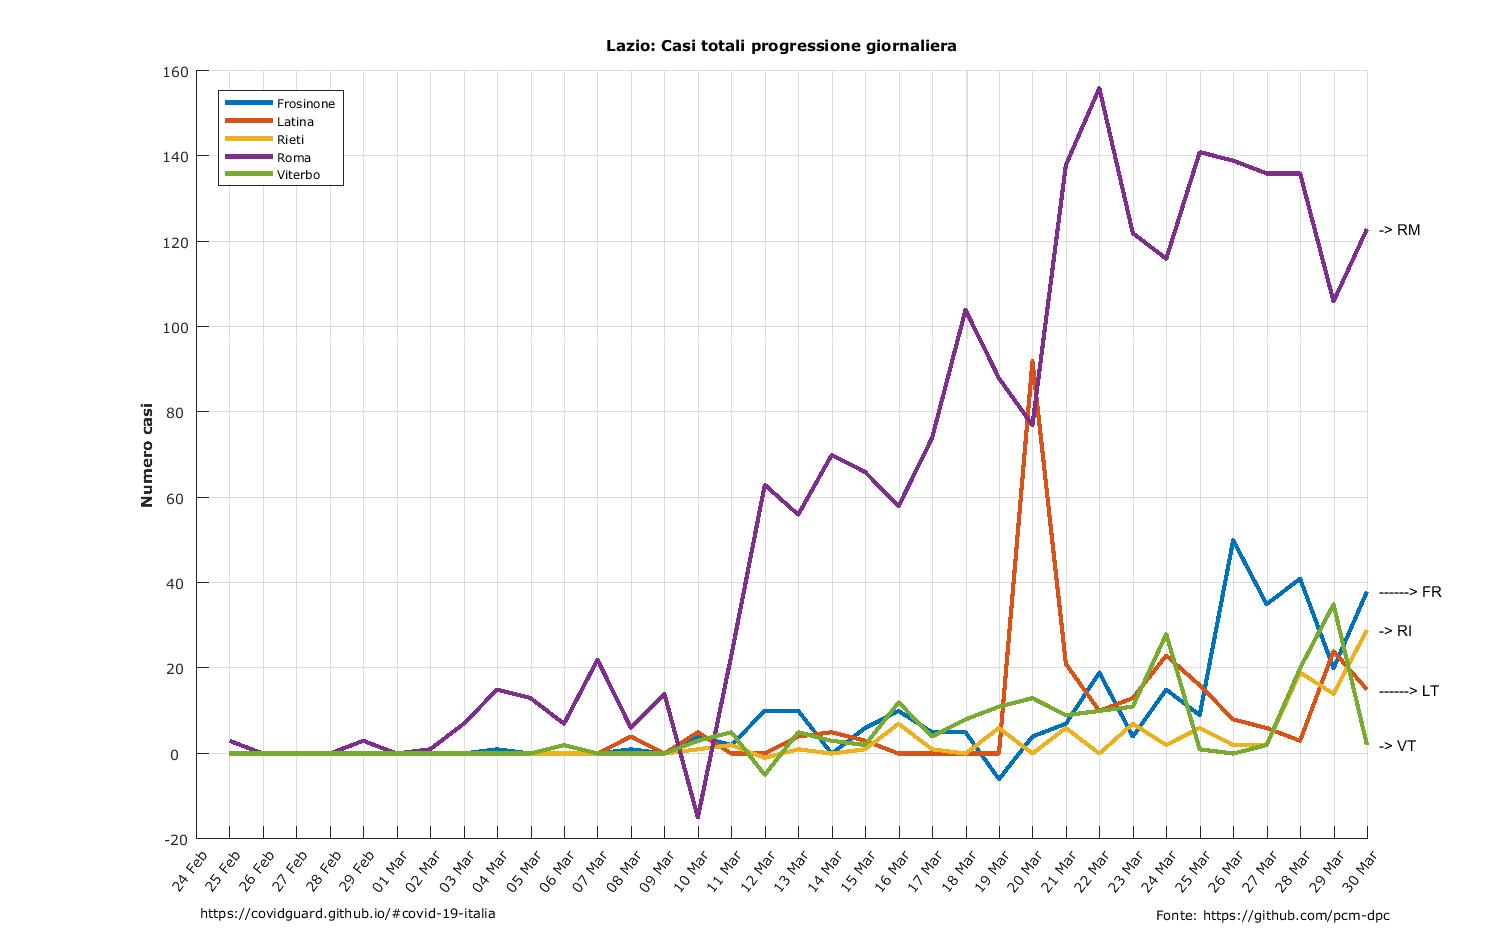 Lazio: Casi totali progressione giornaliera
160
140
120
100
80
60
40
20
0
-20
Numero casi
Frosinone
Latina
Rieti
Roma
Viterbo
-> RM
------> FR
-> RI
------> LT
-> VT
24 Feb
25 Feb
26 Feb
27 Feb
28 Feb
29 Feb
01 Mar
02 Mar
03 Mar
04 Mar
05 Mar
06 Mar
07 Mar
08 Mar
09 Mar
10 Mar
11 Mar
12 Mar
13 Mar
14 Mar
15 Mar
16 Mar
17 Mar
18 Mar
19 Mar
20 Mar
21 Mar
22 Mar
23 Mar
24 Mar
25 Mar
26 Mar
27 Mar
28 Mar
29 Mar
30 Mar
https://covidguard.github.io/#covid-19-italia
Fonte: https://github.com/pcm-dpc